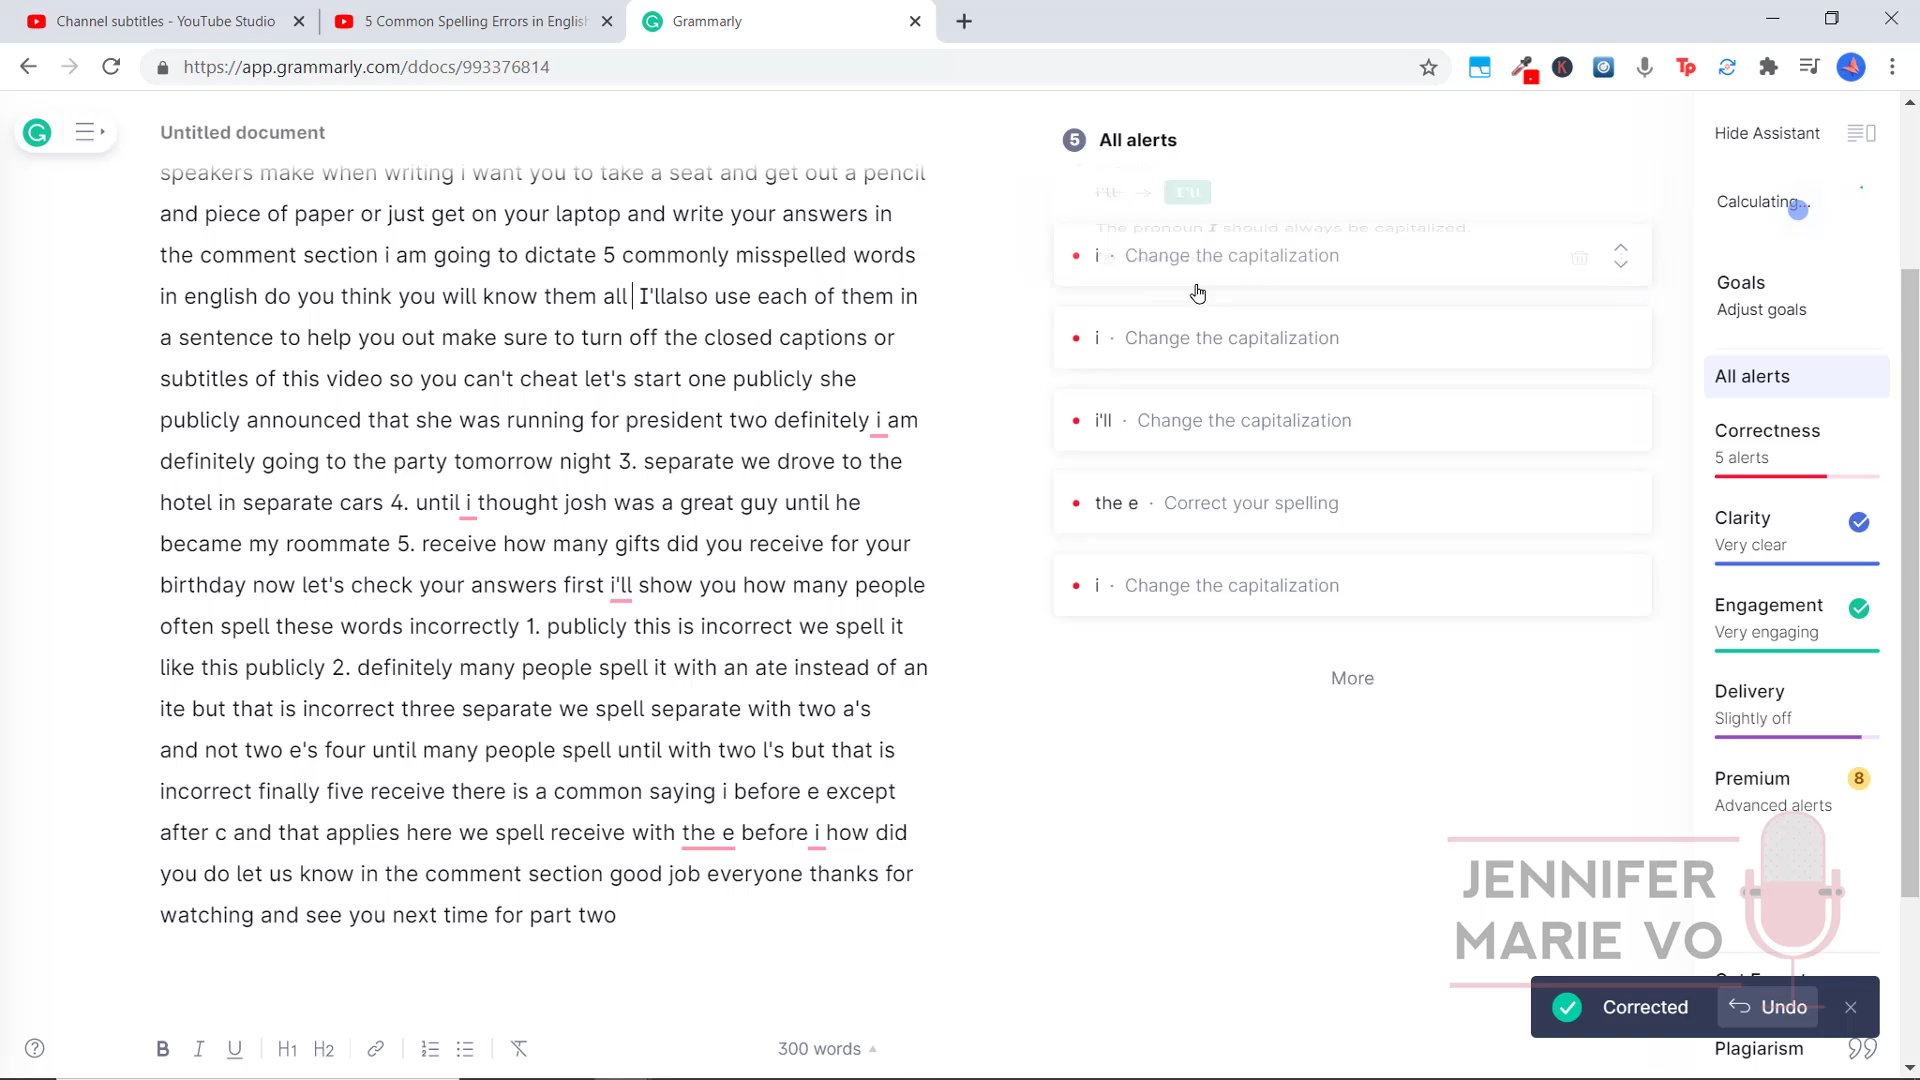 Channel subtitles - YouTube Studio
5 Common Spelling Errors in Englis
Grammarly
https://app.grammarly.com/ddocs/993376814
Untitled document
speakers make when writing i want you to take a seat and get out a pencil
and piece of paper or just get on your laptop and write your answers in
the comment section i am going to dictate 5 commonly misspelled words
in english do you think you will know them all I'llalso use each of them in
a sentence to help you out make sure to turn off the closed captions or
subtitles of this video so you can't cheat let's start one publicly she
publicly announced that she was running for president two definitely i am
definitely going to the party tomorrow night 3. separate we drove to the
hotel in separate cars 4. until i thought josh was a great guy until he
became my roommate 5. receive how many gifts did you receive for your
birthday now let's check your answers first i'll show you how many people
often spell these words incorrectly 1. publicly this is incorrect we spell it
like this publicly 2. definitely many people spell it with an ate instead of an
ite but that is incorrect three separate we spell separate with two a's
and not two e's four until many people spell until with two l's but that is
incorrect finally five receive there is a common saying i before e except
after c and that applies here we spell receive with the e before i how did
you do let us know in the comment section good job everyone thanks for
watching and see you next time for part two
B I U H1 H2
300 words
5 All alerts
i'll → I'll
The pronoun I should always be capitalized.
i · Change the capitalization
i · Change the capitalization
i'll · Change the capitalization
the e · Correct your spelling
i · Change the capitalization
More
Hide Assistant
Calculating...
Goals
Adjust goals
All alerts
Correctness
5 alerts
Clarity
Very clear
Engagement
Very engaging
Delivery
Slightly off
Premium 8
Advanced alerts
JENNIFER
MARIE VO
Corrected Undo
Plagiarism